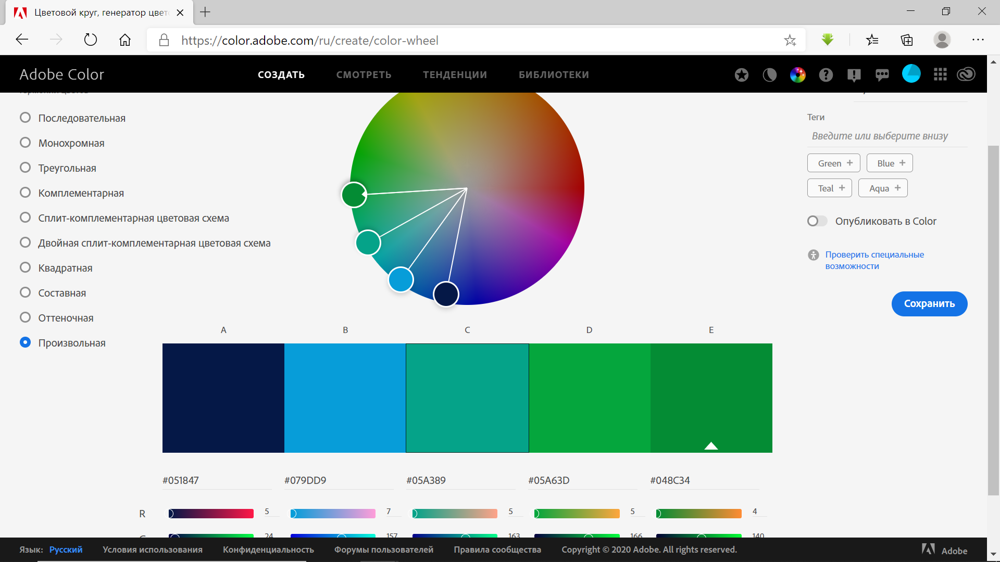 Цветовой круг, генератор цвето
https://color.adobe.com/ru/create/color-wheel
Adobe Color
СОЗДАТЬ
СМОТРЕТЬ
ТЕНДЕНЦИИ
БИБЛИОТЕКИ
Последовательная
Монохромная
Треугольная
Комплементарная
Сплит-комплементарная цветовая схема
Двойная сплит-комплементарная цветовая схема
Квадратная
Составная
Оттеночная
Произвольная
Теги
Введите или выберите внизу
Green +
Blue +
Teal +
Aqua +
Опубликовать в Color
Проверить специальные
возможности
Сохранить
A B C D E
#051847 #079DD9 #05A389 #05A63D #048C34
R 5 7 5 5 4
G 24 157 163 166 140
Язык: Русский Условия использования Конфиденциальность Форумы пользователей Правила сообщества Copyright © 2020 Adobe. All rights reserved. Adobe